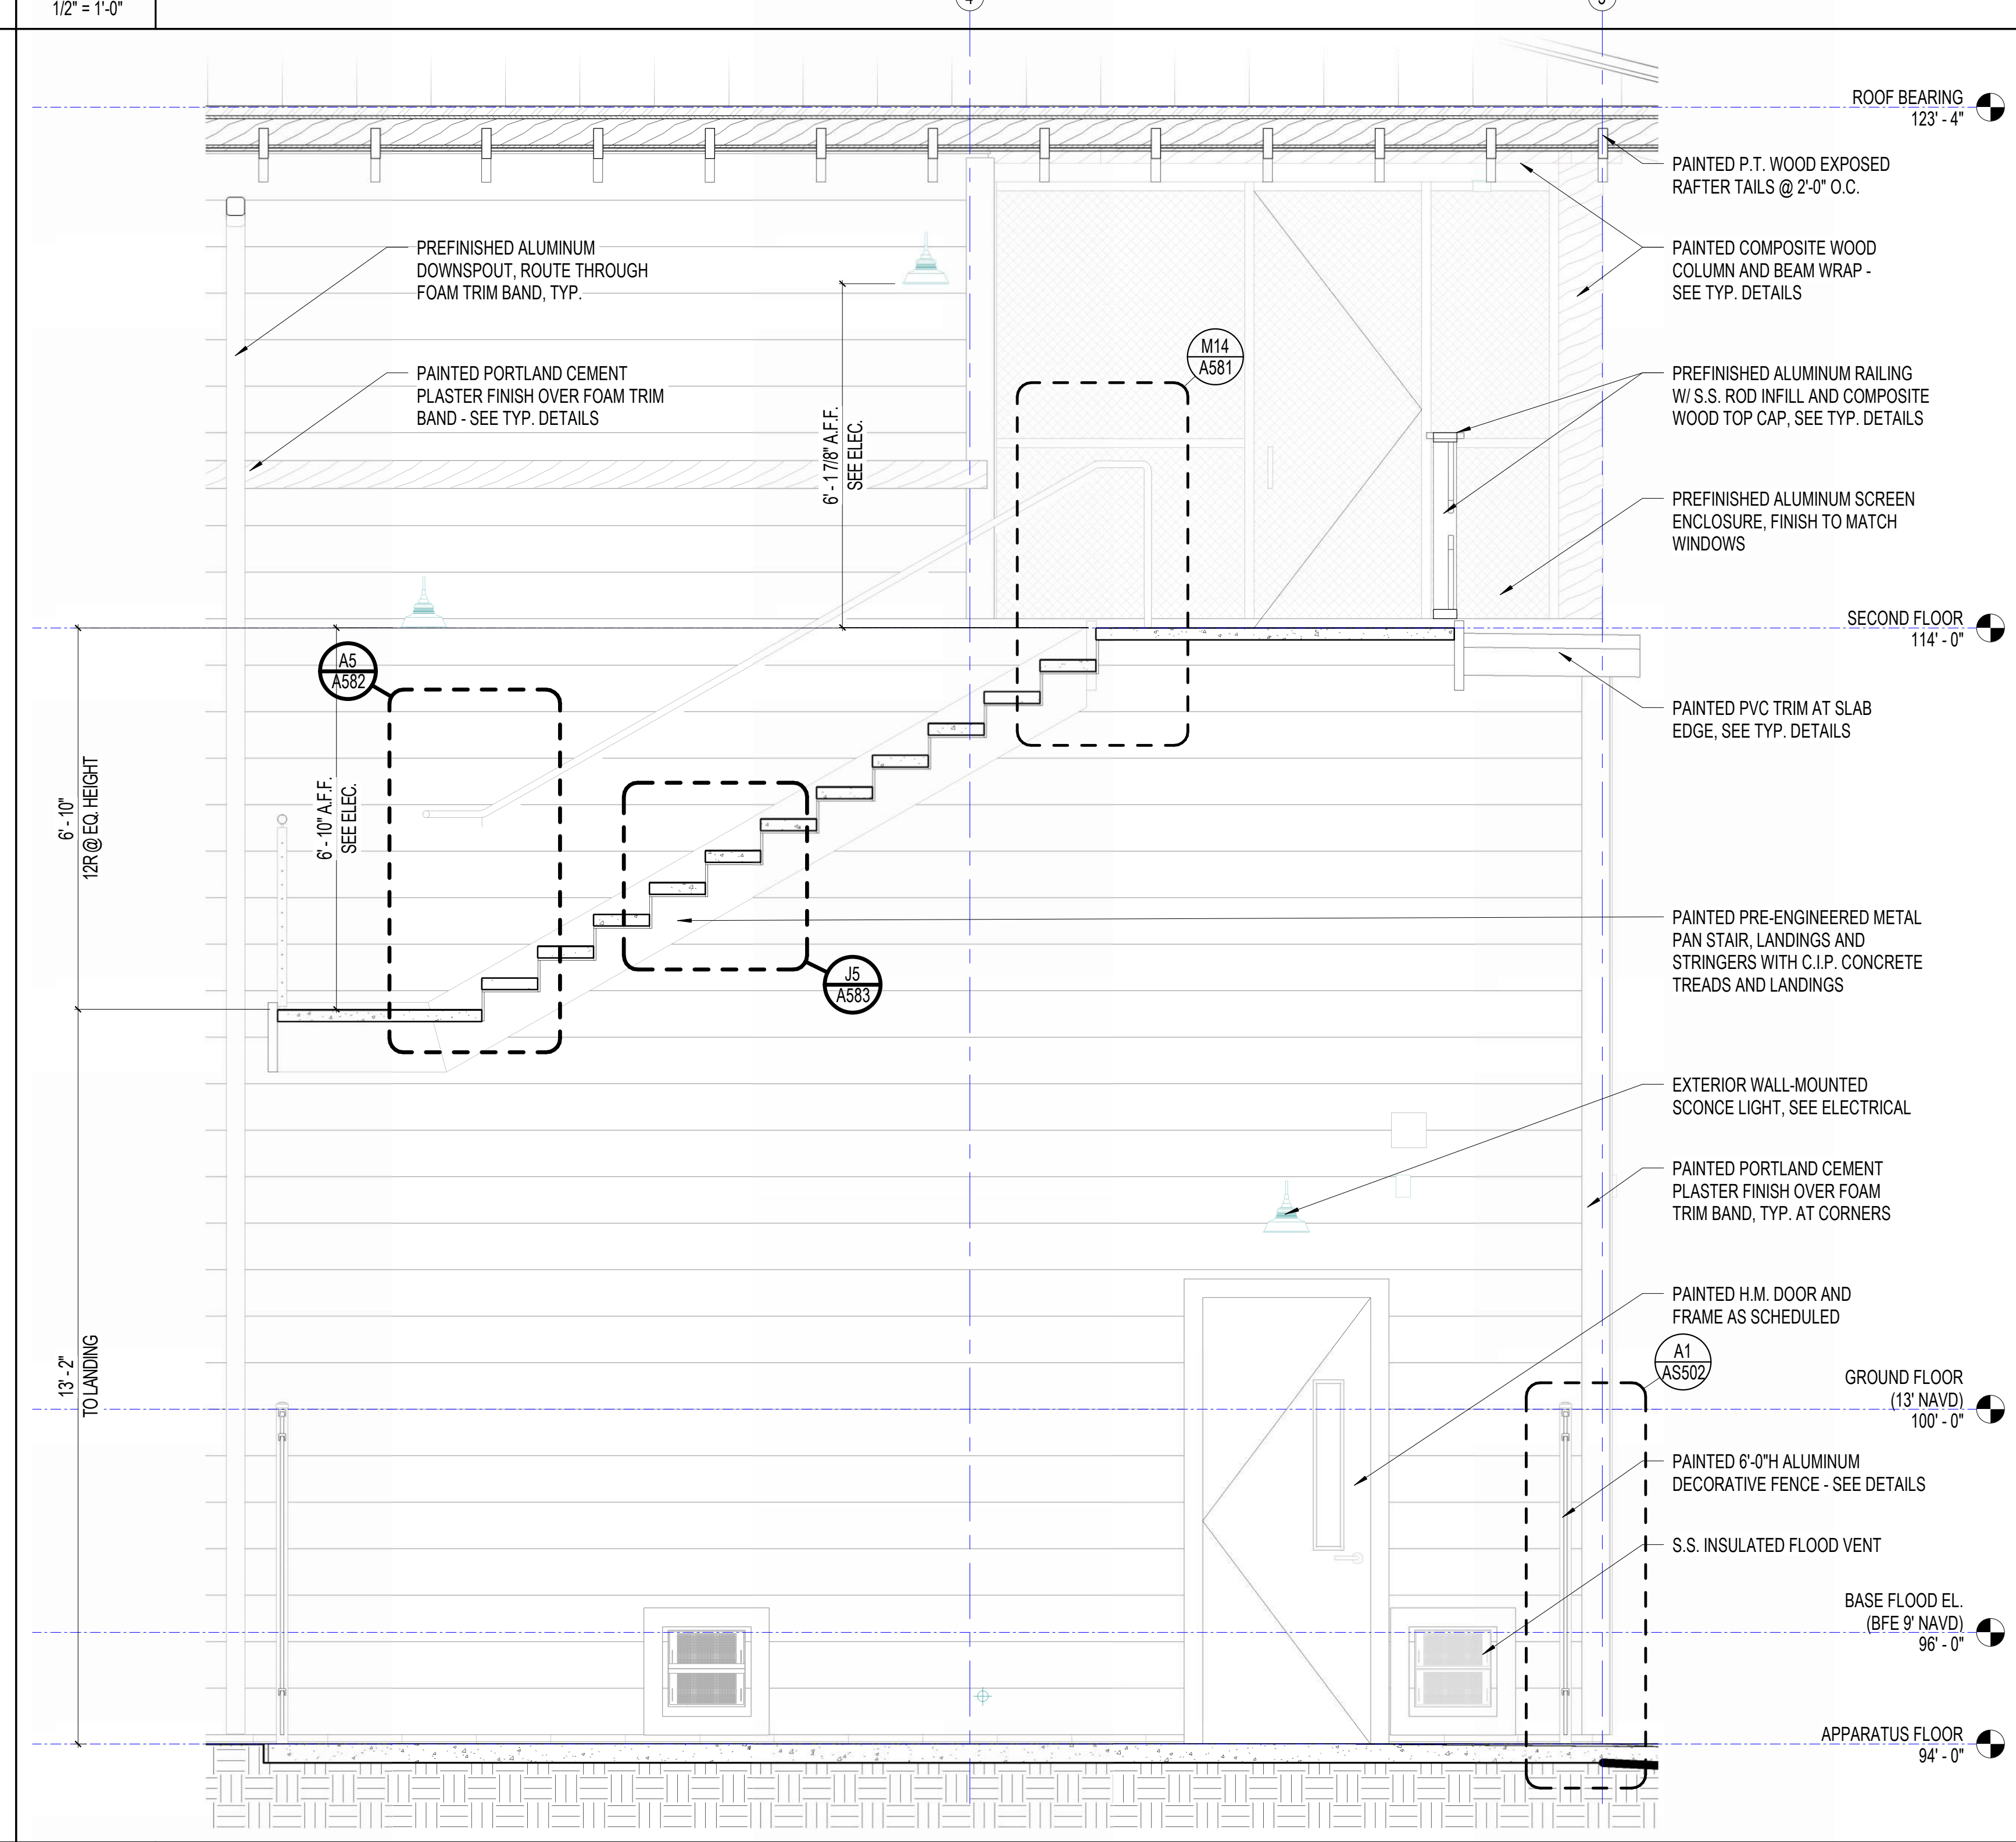 1/2" = 1'-0"
ROOF BEARING
123' - 4"
PAINTED P.T. WOOD EXPOSED
RAFTER TAILS @ 2'-0" O.C.
PREFINISHED ALUMINUM
DOWNSPOUT, ROUTE THROUGH
FOAM TRIM BAND, TYP.
PAINTED COMPOSITE WOOD
COLUMN AND BEAM WRAP -
SEE TYP. DETAILS
M14
A581
PAINTED PORTLAND CEMENT
PLASTER FINISH OVER FOAM TRIM
BAND - SEE TYP. DETAILS
6' - 1 7/8" A.F.F.
SEE ELEC.
PREFINISHED ALUMINUM RAILING
W/ S.S. ROD INFILL AND COMPOSITE
WOOD TOP CAP, SEE TYP. DETAILS
PREFINISHED ALUMINUM SCREEN
ENCLOSURE, FINISH TO MATCH
WINDOWS
SECOND FLOOR
114' - 0"
A5
A582
PAINTED PVC TRIM AT SLAB
EDGE, SEE TYP. DETAILS
6' - 10"
12R @ EQ. HEIGHT
6' - 10" A.F.F.
SEE ELEC.
PAINTED PRE-ENGINEERED METAL
PAN STAIR, LANDINGS AND
STRINGERS WITH C.I.P. CONCRETE
TREADS AND LANDINGS
J5
A583
EXTERIOR WALL-MOUNTED
SCONCE LIGHT, SEE ELECTRICAL
PAINTED PORTLAND CEMENT
PLASTER FINISH OVER FOAM
TRIM BAND, TYP. AT CORNERS
PAINTED H.M. DOOR AND
FRAME AS SCHEDULED
13' - 2"
TO LANDING
A1
AS502
GROUND FLOOR
(13' NAVD)
100' - 0"
PAINTED 6'-0"H ALUMINUM
DECORATIVE FENCE - SEE DETAILS
S.S. INSULATED FLOOD VENT
BASE FLOOD EL.
(BFE 9' NAVD)
96' - 0"
APPARATUS FLOOR
94' - 0"